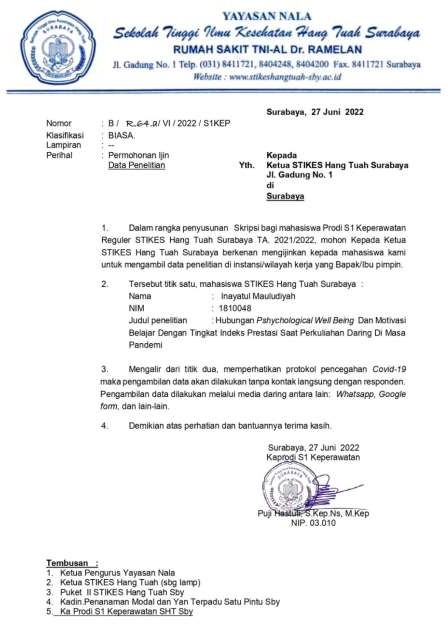 YAYASAN NALA
Sekolah Tinggi Ilmu Kesehatan Hang Tuah Surabaya
RUMAH SAKIT TNI-AL Dr. RAMELAN
Jl. Gadung No. 1 Telp. (031) 8411721, 8404248, 8404200 Fax. 8411721 Surabaya
Website : www.stikeshangtuah-sby.ac.id
Surabaya, 27 Juni 2022
Nomor : B / / VI / 2022 / S1KEP
Klasifikasi : BIASA.
Lampiran : --
Perihal : Permohonan Ijin
Data Penelitian
Kepada
Yth. Ketua STIKES Hang Tuah Surabaya
Jl. Gadung No. 1
di
Surabaya
1. Dalam rangka penyusunan Skripsi bagi mahasiswa Prodi S1 Keperawatan
Reguler STIKES Hang Tuah Surabaya TA. 2021/2022, mohon Kepada Ketua
STIKES Hang Tuah Surabaya berkenan mengijinkan kepada mahasiswa kami
untuk mengambil data penelitian di instansi/wilayah kerja yang Bapak/Ibu pimpin.
2. Tersebut titik satu, mahasiswa STIKES Hang Tuah Surabaya :
Nama : Inayatul Mauludiyah
NIM : 1810048
Judul penelitian : Hubungan Pshychological Well Being Dan Motivasi
Belajar Dengan Tingkat Indeks Prestasi Saat Perkuliahan Daring Di Masa
Pandemi
3. Mengalir dari titik dua, memperhatikan protokol pencegahan Covid-19
maka pengambilan data akan dilakukan tanpa kontak langsung dengan responden.
Pengambilan data dilakukan melalui media daring antara lain: Whatsapp, Google
form, dan lain-lain.
4. Demikian atas perhatian dan bantuannya terima kasih.
Surabaya, 27 Juni 2022
Kaprodi S1 Keperawatan
Puji Hastuti, S.Kep.Ns, M.Kep
NIP. 03.010
Tembusan :
1. Ketua Pengurus Yayasan Nala
2. Ketua STIKES Hang Tuah (sbg lamp)
3. Puket II STIKES Hang Tuah Sby
4. Kadin.Penanaman Modal dan Yan Terpadu Satu Pintu Sby
5. Ka Prodi S1 Keperawatan SHT Sby